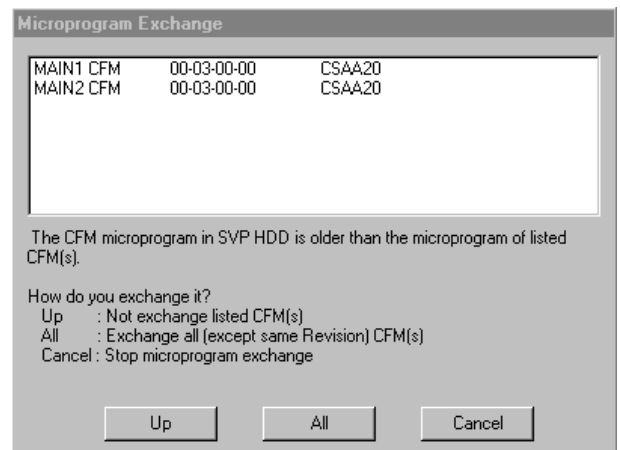 Microprogram Exchange
MAIN1 CFM 00-03-00-00 CSAA20
MAIN2 CFM 00-03-00-00 CSAA20
The CFM microprogram in SVP HDD is older than the microprogram of listed
CFM(s).
How do you exchange it?
Up : Not exchange listed CFM(s)
All : Exchange all (except same Revision) CFM(s)
Cancel : Stop microprogram exchange
Up All Cancel